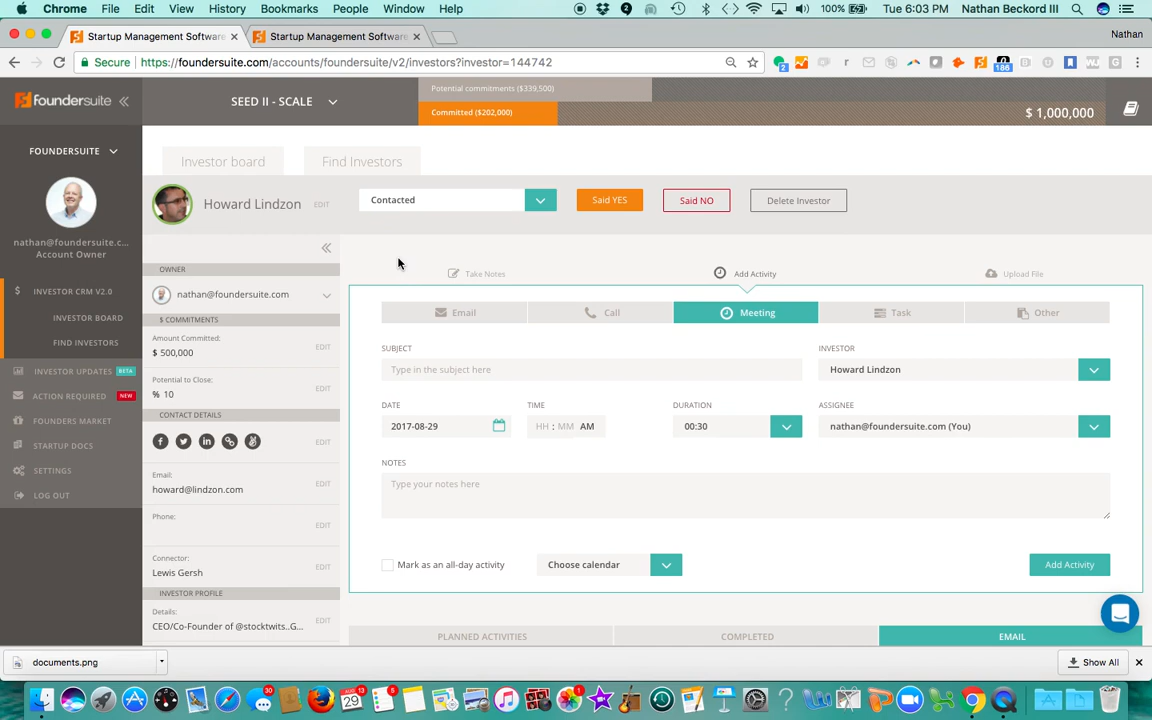 Chrome File Edit View History Bookmarks People Window Help 2 100% Tue 6:03 PM Nathan Beckord III
Startup Management Software Startup Management Software Nathan
Secure https://foundersuite.com/accounts/foundersuite/v2/investors?investor=144742
foundersuite SEED II - SCALE Potential commitments ($339,500)
Committed ($202,000) $ 1,000,000
FOUNDERSUITE
Investor board Find Investors
Howard Lindzon EDIT Contacted Said YES Said NO Delete Investor
nathan@foundersuite.c...
Account Owner
OWNER Take Notes Add Activity Upload File
INVESTOR CRM V2.0 nathan@foundersuite.com
INVESTOR BOARD $ COMMITMENTS Email Call Meeting Task Other
FIND INVESTORS Amount Committed: EDIT SUBJECT INVESTOR
$ 500,000
INVESTOR UPDATES BETA Type in the subject here Howard Lindzon
ACTION REQUIRED NEW Potential to Close: EDIT
% 10 DATE TIME DURATION ASSIGNEE
FOUNDERS MARKET CONTACT DETAILS 2017-08-29 HH : MM AM 00:30 nathan@foundersuite.com (You)
STARTUP DOCS EDIT
SETTINGS NOTES
LOG OUT Email: EDIT Type your notes here
howard@lindzon.com
Phone: EDIT
Connector: EDIT Mark as an all-day activity Choose calendar Add Activity
Lewis Gersh
INVESTOR PROFILE
Details: EDIT
CEO/Co-Founder of @stocktwits..G...
PLANNED ACTIVITIES COMPLETED EMAIL
documents.png Show All